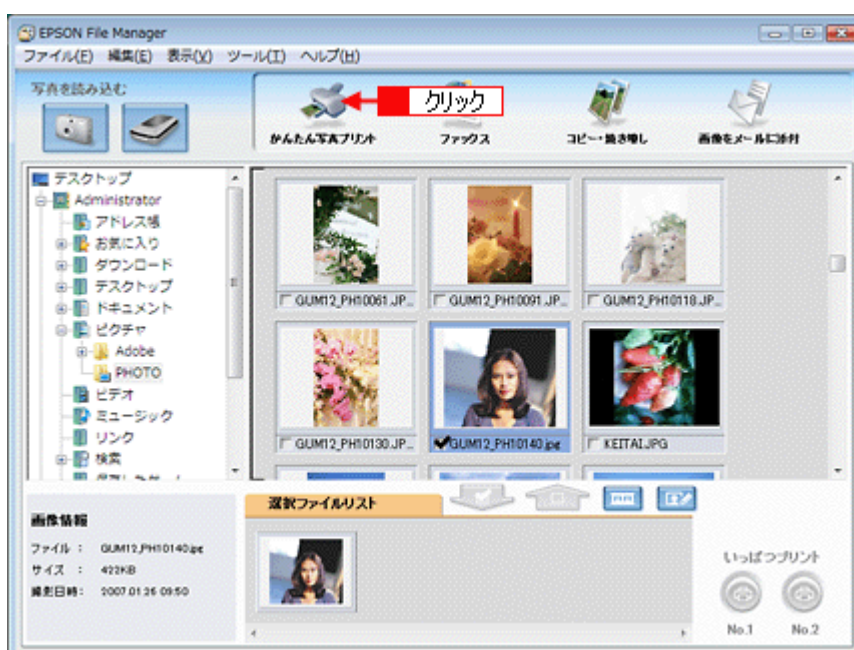 EPSON File Manager
ファイル(F) 編集(E) 表示(V) ツール(T) ヘルプ(H)
写真を読み込む
クリック
かんたん写真プリント ファックス コピー・焼き増し 画像をメールに添付
デスクトップ
Administrator
アドレス帳
お気に入り
ダウンロード
デスクトップ
ドキュメント
ピクチャ
Adobe
PHOTO
ビデオ
ミュージック
リンク
検索
GUM12_PH10061.JP... GUM12_PH10091.JP... GUM12_PH10118.JP...
GUM12_PH10130.JP... GUM12_PH10140.jpg KEITAI.JPG
選択ファイルリスト
画像情報
ファイル : GUM12_PH10140.jpg
サイズ : 422KB
撮影日時: 2007.01.26 09:50
いっぱつプリント
No.1 No.2